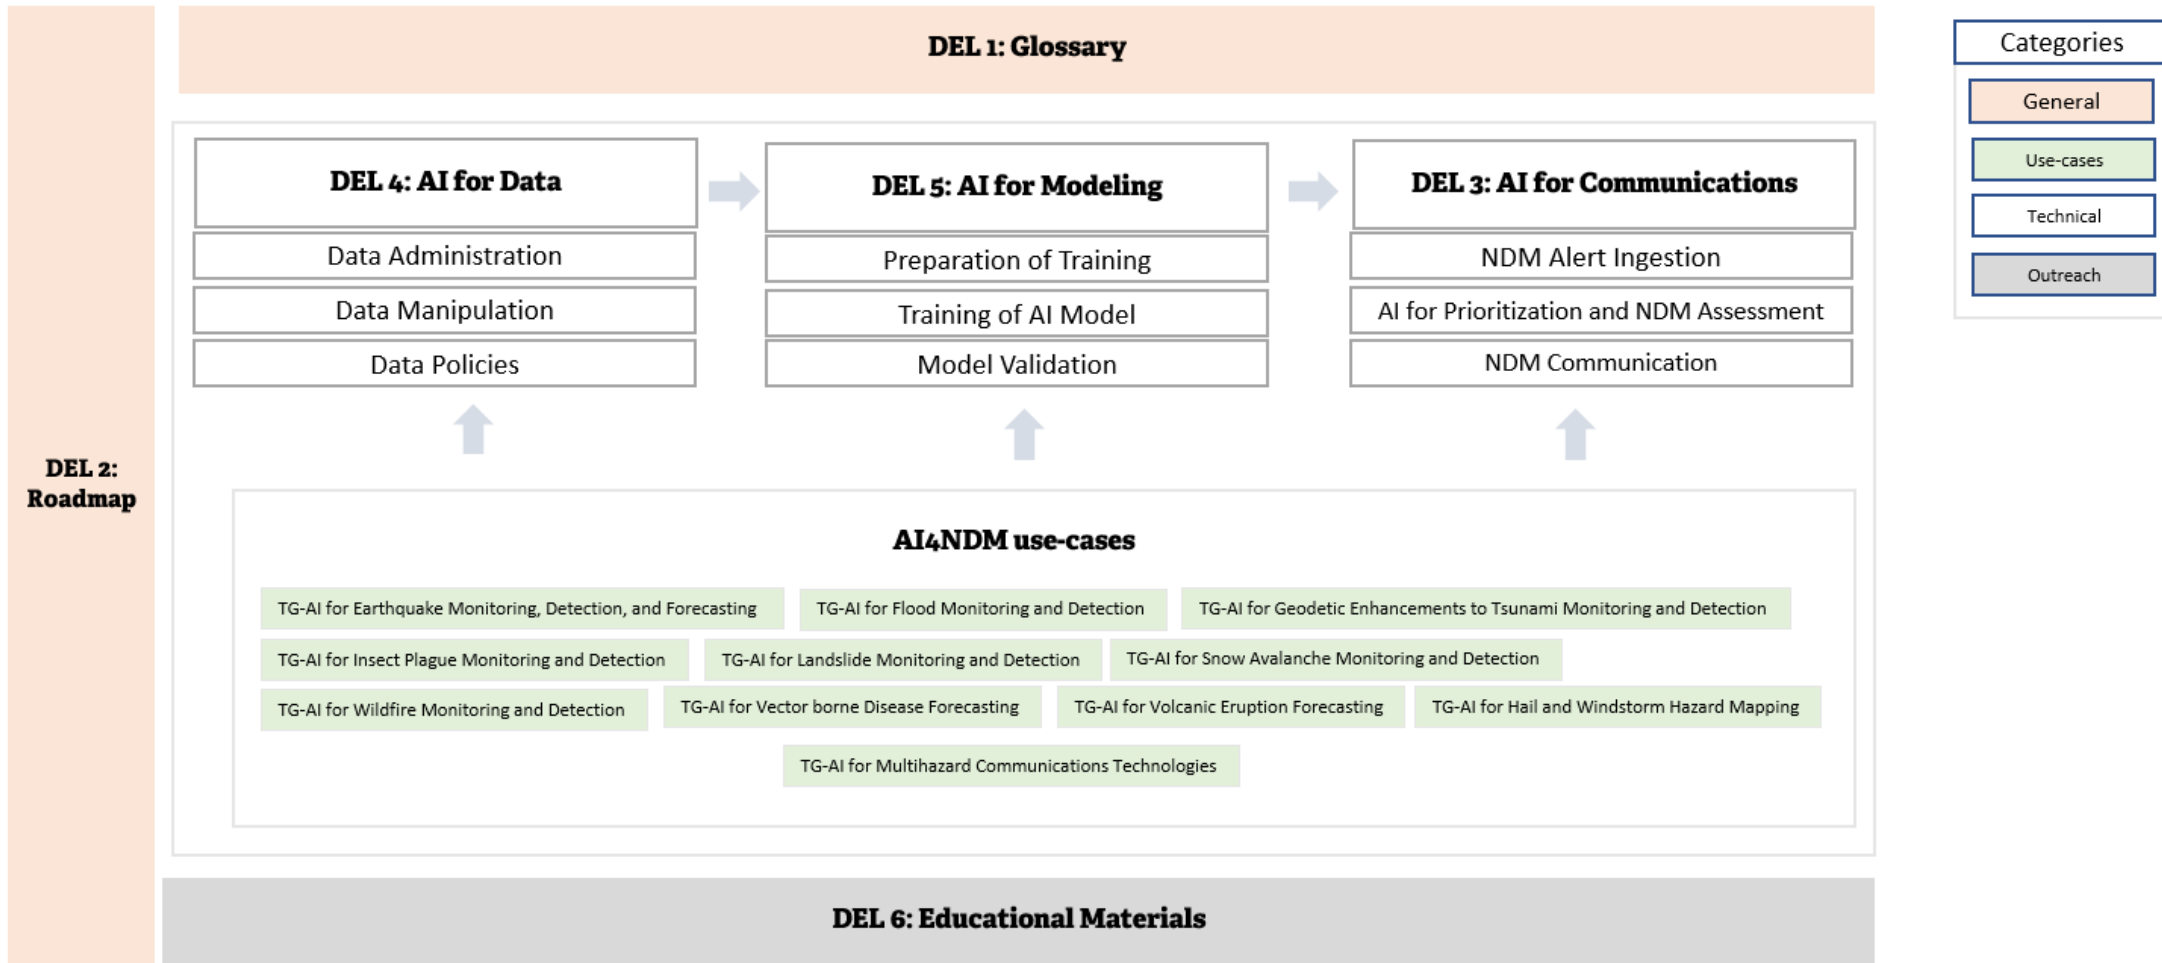 DEL 1: Glossary
Categories
General
Use-cases
Technical
Outreach
DEL 2:
Roadmap
DEL 4: AI for Data
Data Administration
Data Manipulation
Data Policies
DEL 5: AI for Modeling
Preparation of Training
Training of AI Model
Model Validation
DEL 3: AI for Communications
NDM Alert Ingestion
AI for Prioritization and NDM Assessment
NDM Communication
AI4NDM use-cases
TG-AI for Earthquake Monitoring, Detection, and Forecasting
TG-AI for Flood Monitoring and Detection
TG-AI for Geodetic Enhancements to Tsunami Monitoring and Detection
TG-AI for Insect Plague Monitoring and Detection
TG-AI for Landslide Monitoring and Detection
TG-AI for Snow Avalanche Monitoring and Detection
TG-AI for Wildfire Monitoring and Detection
TG-AI for Vector borne Disease Forecasting
TG-AI for Volcanic Eruption Forecasting
TG-AI for Hail and Windstorm Hazard Mapping
TG-AI for Multihazard Communications Technologies
DEL 6: Educational Materials